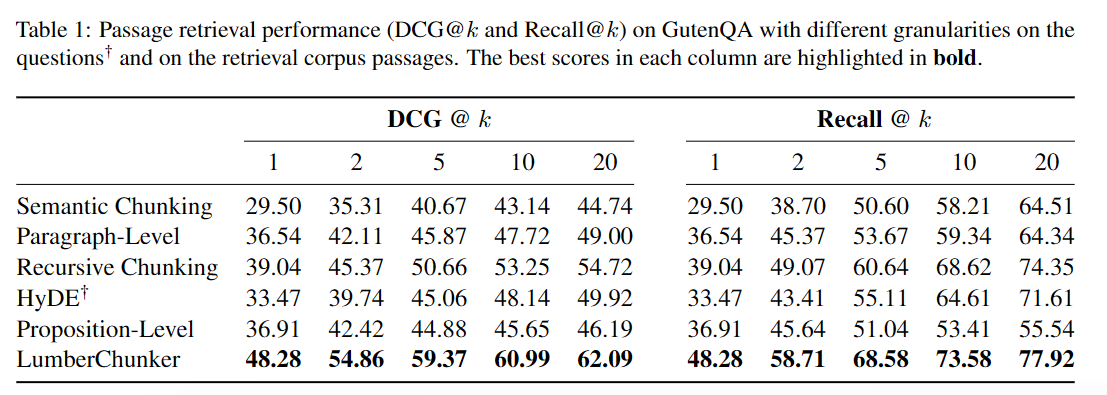 Table 1: Passage retrieval performance (DCG@k and Recall@k) on GutenQA with different granularities on the
questions† and on the retrieval corpus passages. The best scores in each column are highlighted in bold.
DCG @ k Recall @ k
1 2 5 10 20 1 2 5 10 20
Semantic Chunking 29.50 35.31 40.67 43.14 44.74 29.50 38.70 50.60 58.21 64.51
Paragraph-Level 36.54 42.11 45.87 47.72 49.00 36.54 45.37 53.67 59.34 64.34
Recursive Chunking 39.04 45.37 50.66 53.25 54.72 39.04 49.07 60.64 68.62 74.35
HyDE† 33.47 39.74 45.06 48.14 49.92 33.47 43.41 55.11 64.61 71.61
Proposition-Level 36.91 42.42 44.88 45.65 46.19 36.91 45.64 51.04 53.41 55.54
LumberChunker 48.28 54.86 59.37 60.99 62.09 48.28 58.71 68.58 73.58 77.92